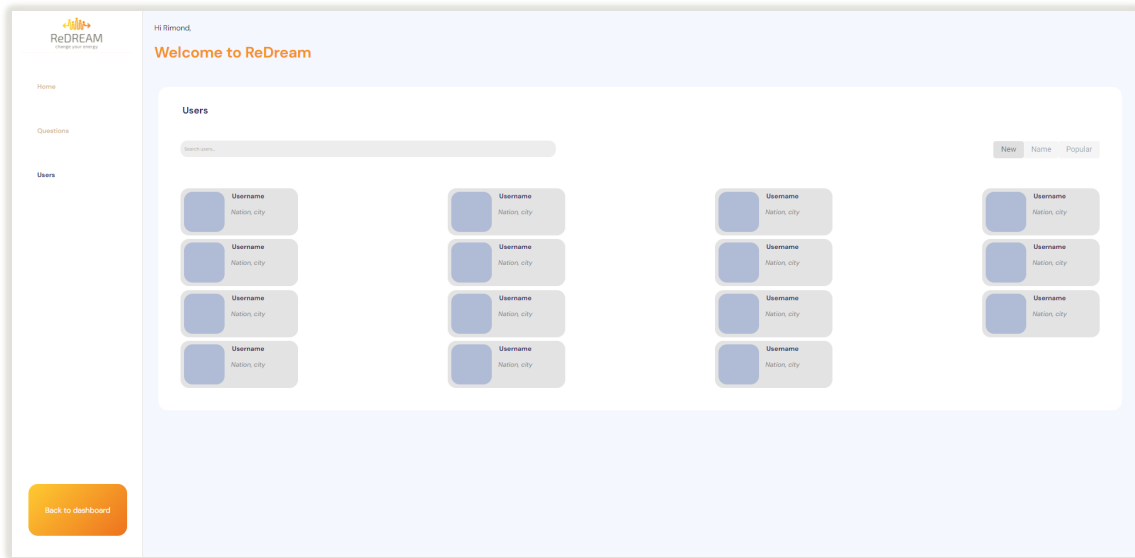 ReDREAM
change your energy
Home
Questions
Users
Back to dashboard
Hi Rimond,
Welcome to ReDream
Users
Search users...
New Name Popular
Username Username Username Username
Nation, city Nation, city Nation, city Nation, city
Username Username Username Username
Nation, city Nation, city Nation, city Nation, city
Username Username Username Username
Nation, city Nation, city Nation, city Nation, city
Username Username Username
Nation, city Nation, city Nation, city